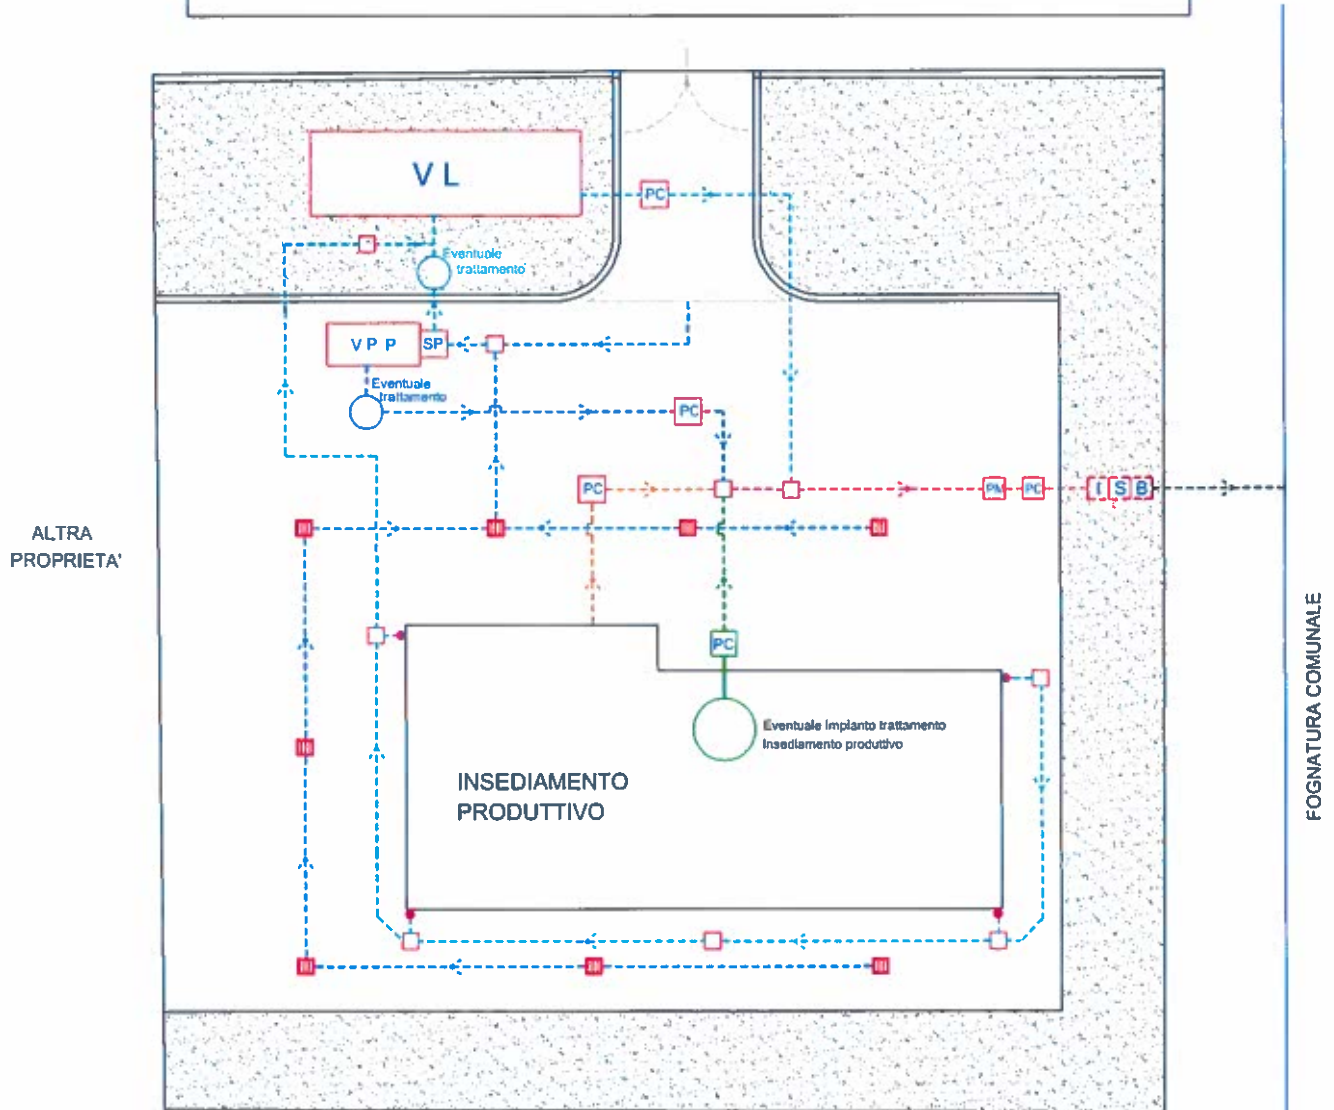 V L
PC
Eventuale
trattamento
V P P
SP
Eventuale
trattamento
PC
PC
PM
PC
I S B
ALTRA
PROPRIETA'
PC
Eventuale Impianto trattamento
Insediamento produttivo
INSEDIAMENTO
PRODUTTIVO
FOGNATURA COMUNALE